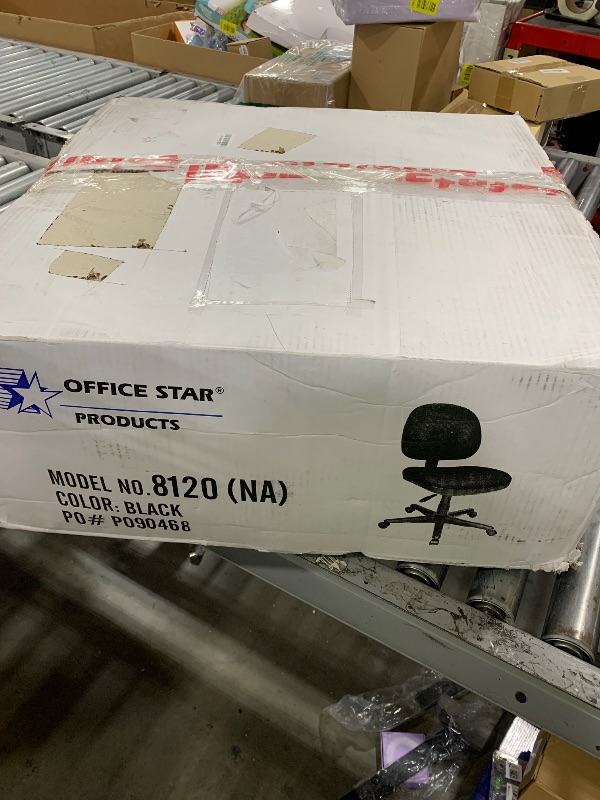 OFFICE STAR®
PRODUCTS
MODEL NO.8120 (NA)
COLOR: BLACK
PO# P090468